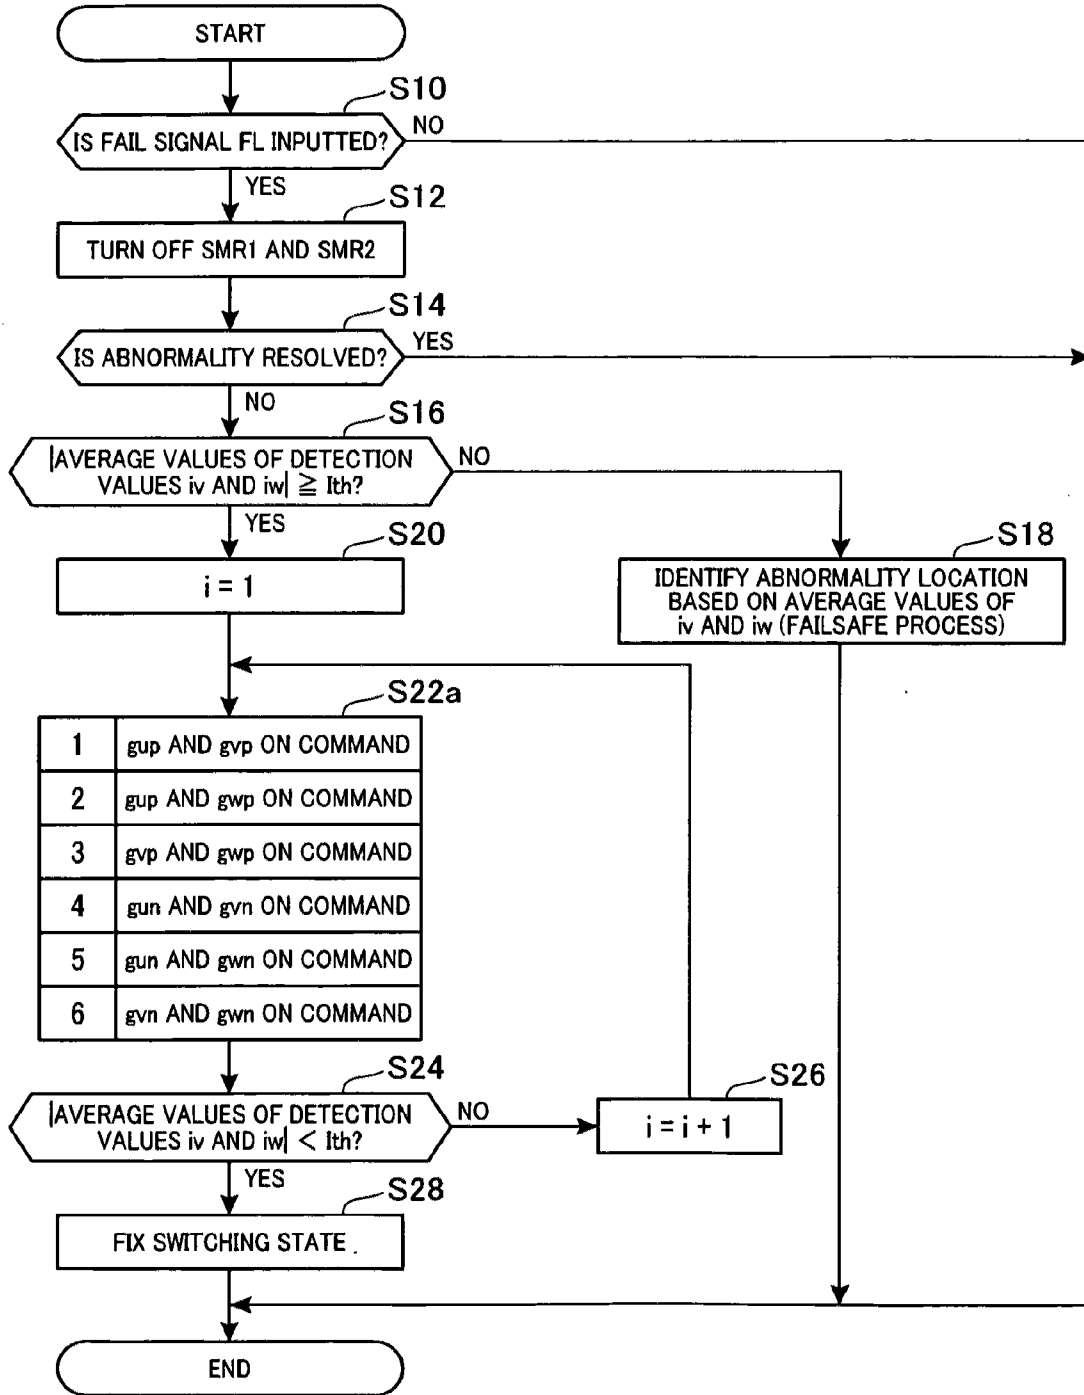 START
S10
IS FAIL SIGNAL FL INPUTTED?
NO
YES
S12
TURN OFF SMR1 AND SMR2
S14
IS ABNORMALITY RESOLVED?
YES
NO
S16
|AVERAGE VALUES OF DETECTION
VALUES iv AND iw| ≧ Ith?
NO
YES
S18
IDENTIFY ABNORMALITY LOCATION
BASED ON AVERAGE VALUES OF
iv AND iw (FAILSAFE PROCESS)
S20
i = 1
S22a
1 gup AND gvp ON COMMAND
2 gup AND gwp ON COMMAND
3 gvp AND gwp ON COMMAND
4 gun AND gvn ON COMMAND
5 gun AND gwn ON COMMAND
6 gvn AND gwn ON COMMAND
S24
|AVERAGE VALUES OF DETECTION
VALUES iv AND iw| < Ith?
NO
S26
i = i + 1
YES
S28
FIX SWITCHING STATE
END